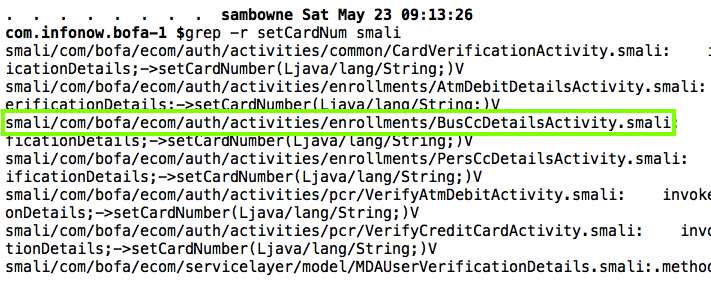 . . . . . . . . sambowne Sat May 23 09:13:26
com.infonow.bofa-1 $grep -r setCardNum smali
smali/com/bofa/ecom/auth/activities/common/CardVerificationActivity.smali: i
icationDetails;->setCardNumber(Ljava/lang/String;)V
smali/com/bofa/ecom/auth/activities/enrollments/AtmDebitDetailsActivity.smali:
erificationDetails;->setCardNumber(Ljava/lang/String;)V
smali/com/bofa/ecom/auth/activities/enrollments/BusCcDetailsActivity.smali:
ficationDetails;->setCardNumber(Ljava/lang/String;)V
smali/com/bofa/ecom/auth/activities/enrollments/PersCcDetailsActivity.smali:
ificationDetails;->setCardNumber(Ljava/lang/String;)V
smali/com/bofa/ecom/auth/activities/pcr/VerifyAtmDebitActivity.smali: invoke
onDetails;->setCardNumber(Ljava/lang/String;)V
smali/com/bofa/ecom/auth/activities/pcr/VerifyCreditCardActivity.smali: invo
tionDetails;->setCardNumber(Ljava/lang/String;)V
smali/com/bofa/ecom/servicelayer/model/MDAUserVerificationDetails.smali:.metho